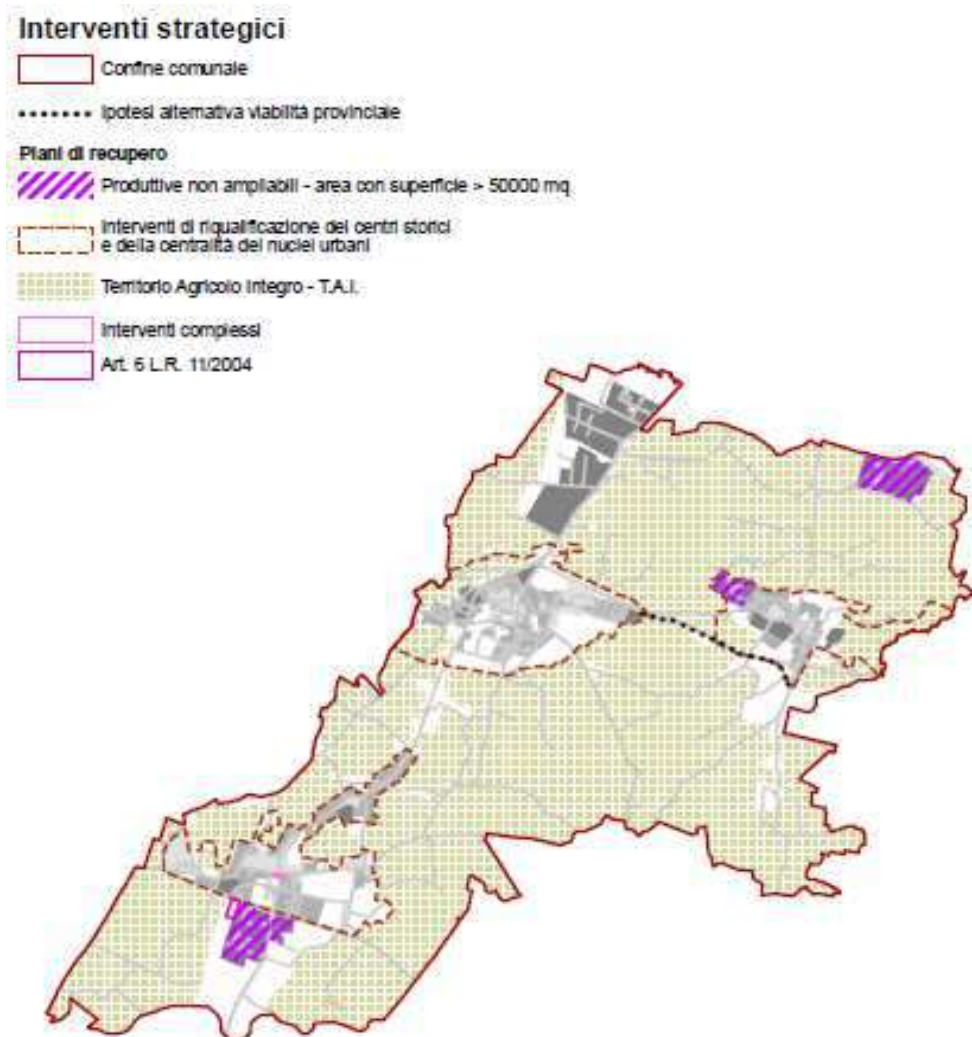 Interventi strategici
Confine comunale
Ipotesi alternativa viabilità provinciale
Piani di recupero
Produttive non ampliabili - area con superficie > 50000 mq
Interventi di riqualificazione dei centri storici
e della centralità dei nuclei urbani
Territorio Agricolo Integro - T.A.I.
Interventi complessi
Art. 6 L.R. 11/2004